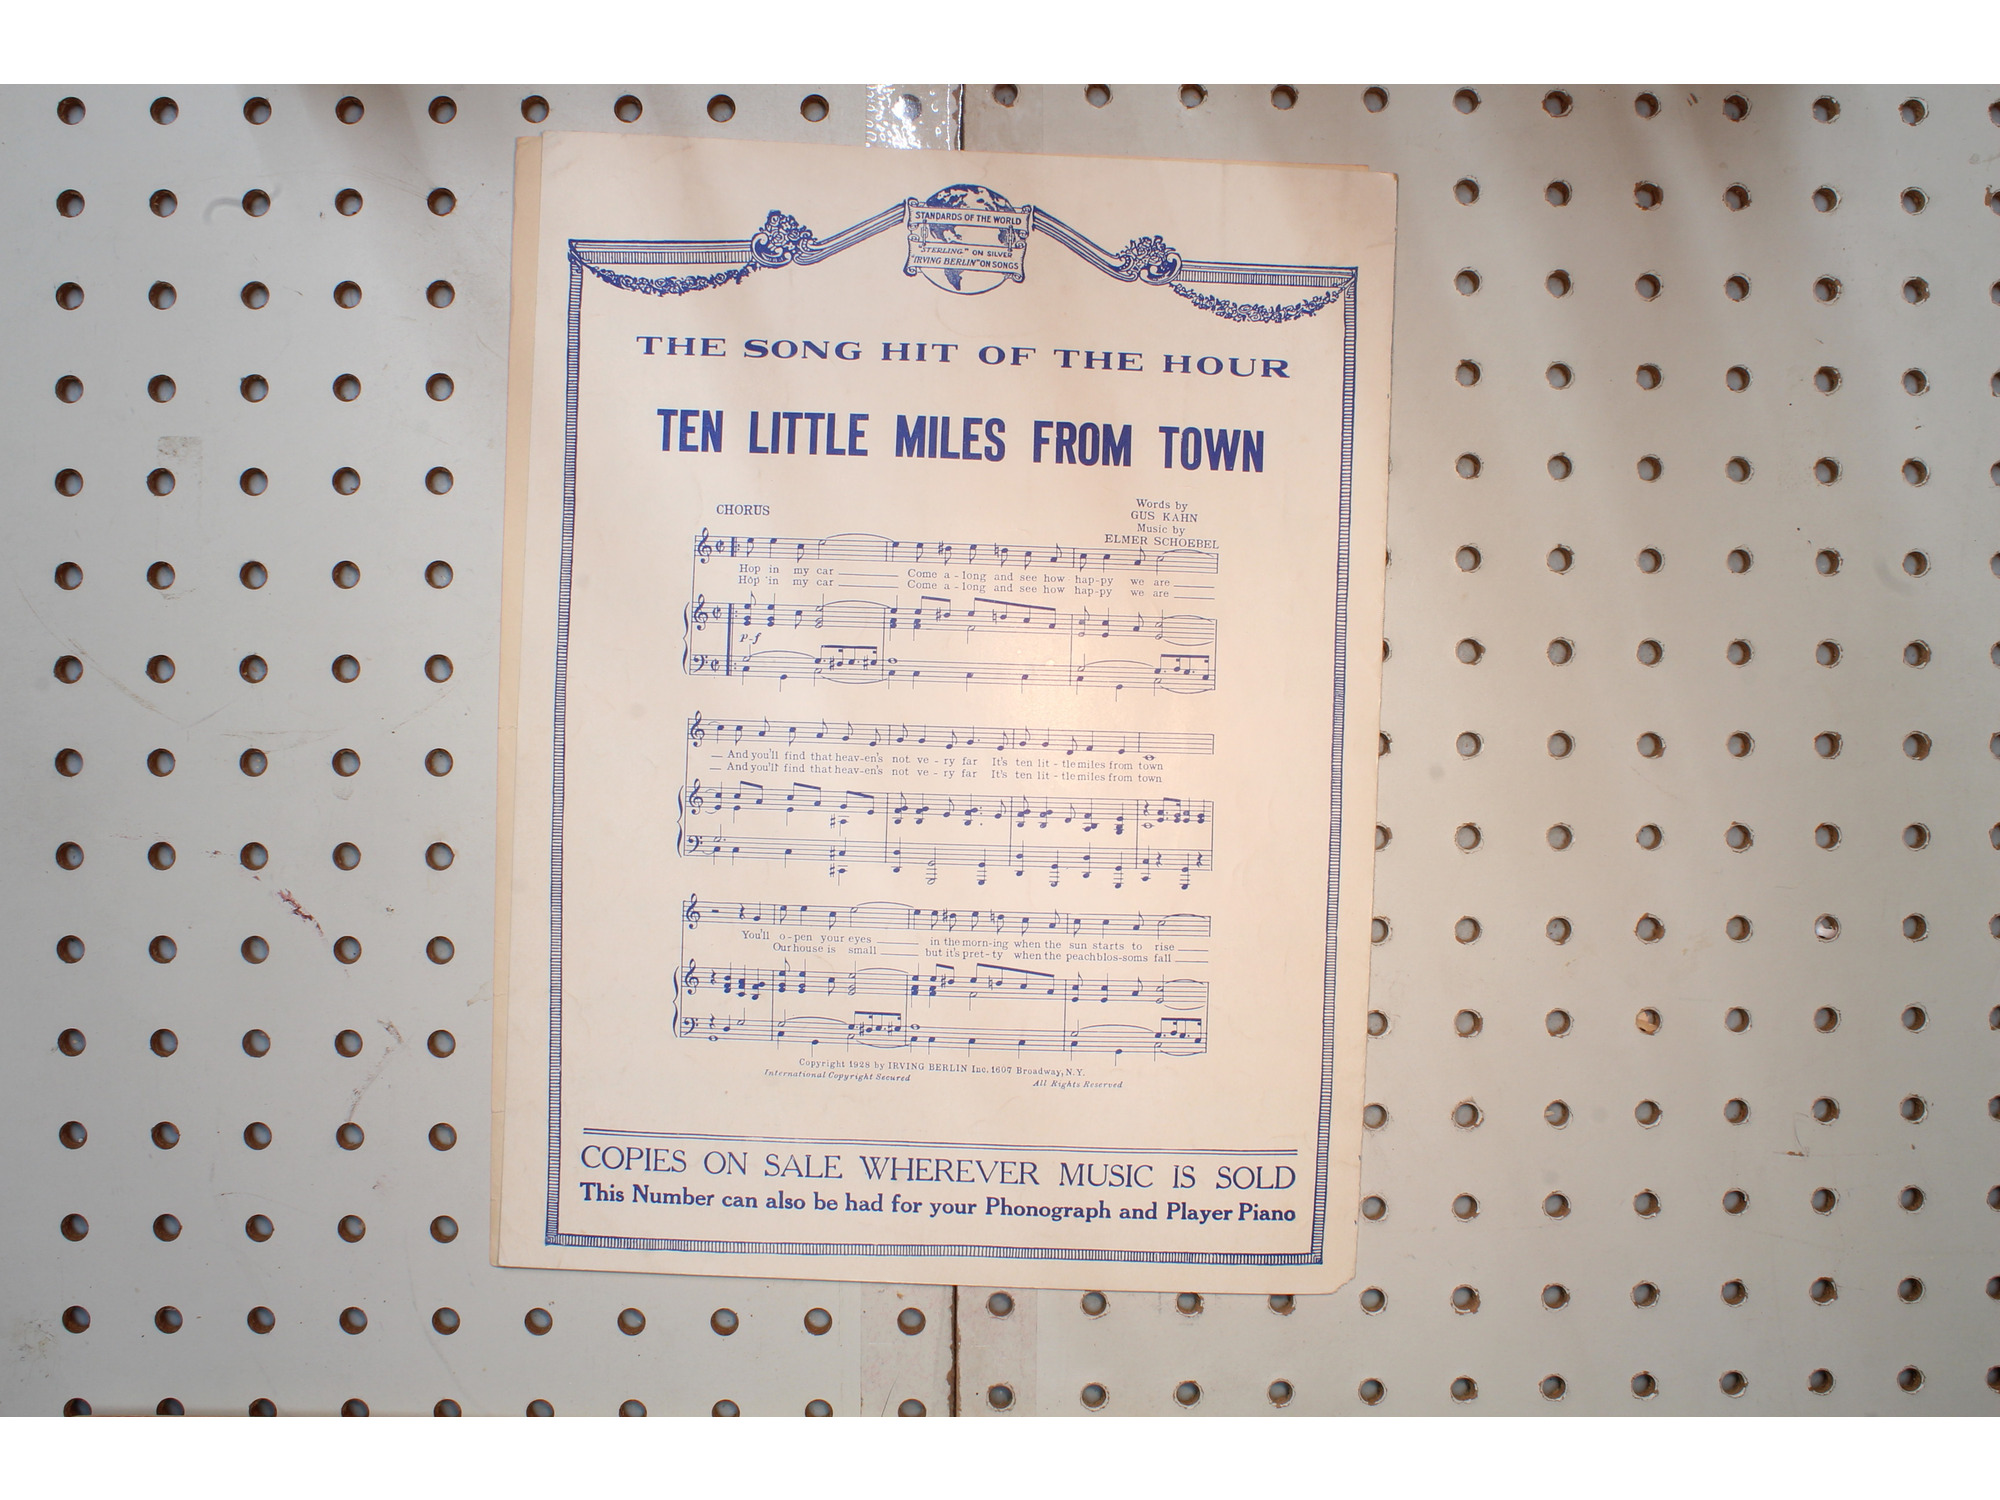 STANDARDS OF THE WORLD
"STERLING" ON SILVER
"IRVING BERLIN" ON SONGS
THE SONG HIT OF THE HOUR
TEN LITTLE MILES FROM TOWN
CHORUS
Words by
GUS KAHN
Music by
ELMER SCHOEBEL
Hop in my car Come a-long and see how hap-py we are
Hop in my car Come a-long and see how hap-py we are
p-f
And you'll find that heav-en's not ve-ry far It's ten lit-tle miles from town
And you'll find that heav-en's not ve-ry far It's ten lit-tle miles from town
You'll o-pen your eyes in the morn-ing when the sun starts to rise
Our house is small but it's pret-ty when the peach blos-soms fall
Copyright 1928 by IRVING BERLIN Inc. 1607 Broadway, N.Y.
International Copyright Secured All Rights Reserved
COPIES ON SALE WHEREVER MUSIC IS SOLD
This Number can also be had for your Phonograph and Player Piano